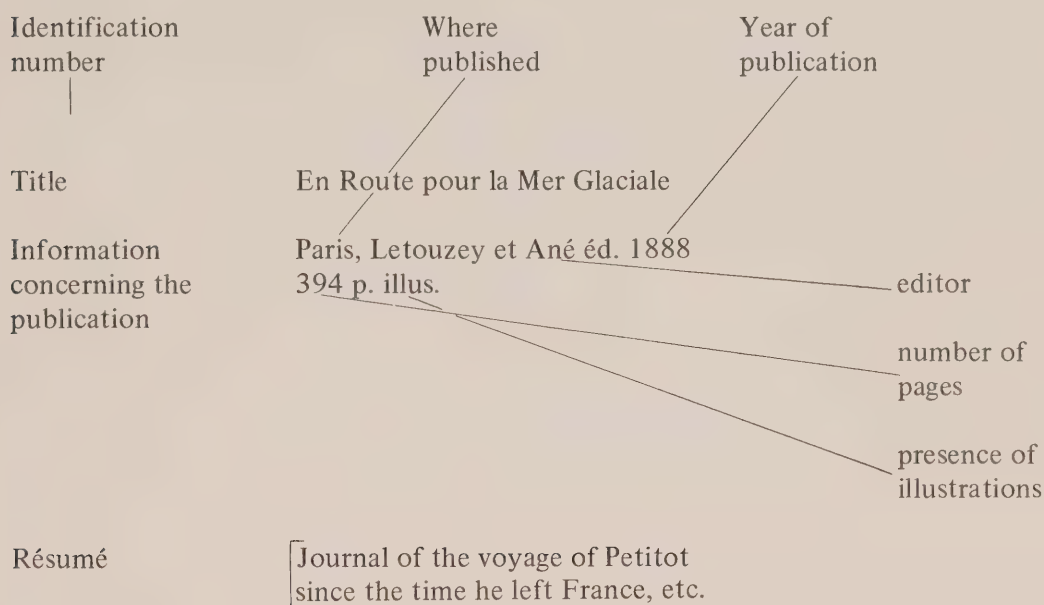 Identification Where Year of
number published publication
Title En Route pour la Mer Glaciale
Information Paris, Letouzey et Ané éd. 1888
concerning the 394 p. illus. editor
publication
number of
pages
presence of
illustrations
Résumé Journal of the voyage of Petitot
since the time he left France, etc.